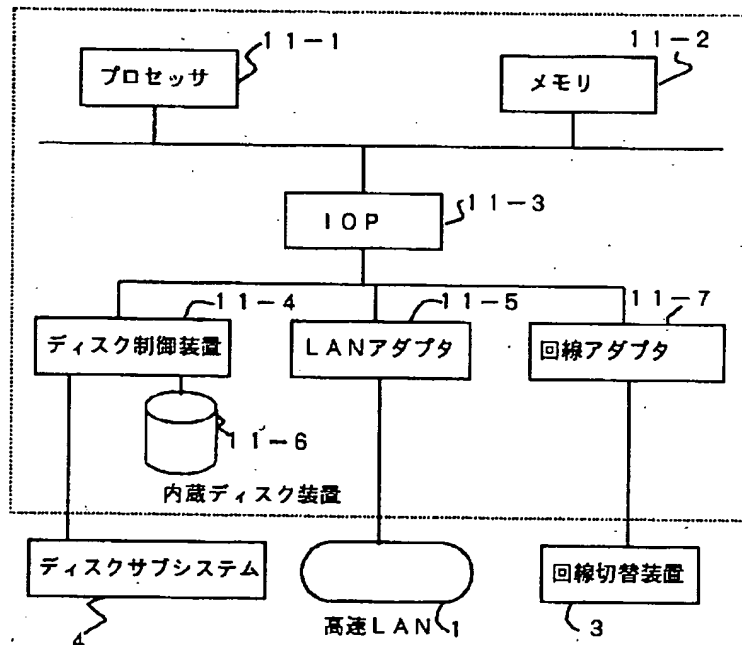 11-1
11-2
プロセッサ
メモリ
IOP
11-3
11-4
11-5
11-7
ディスク制御装置
LANアダプタ
回線アダプタ
11-6
内蔵ディスク装置
ディスクサブシステム
回線切替装置
4
高速LAN
1
3